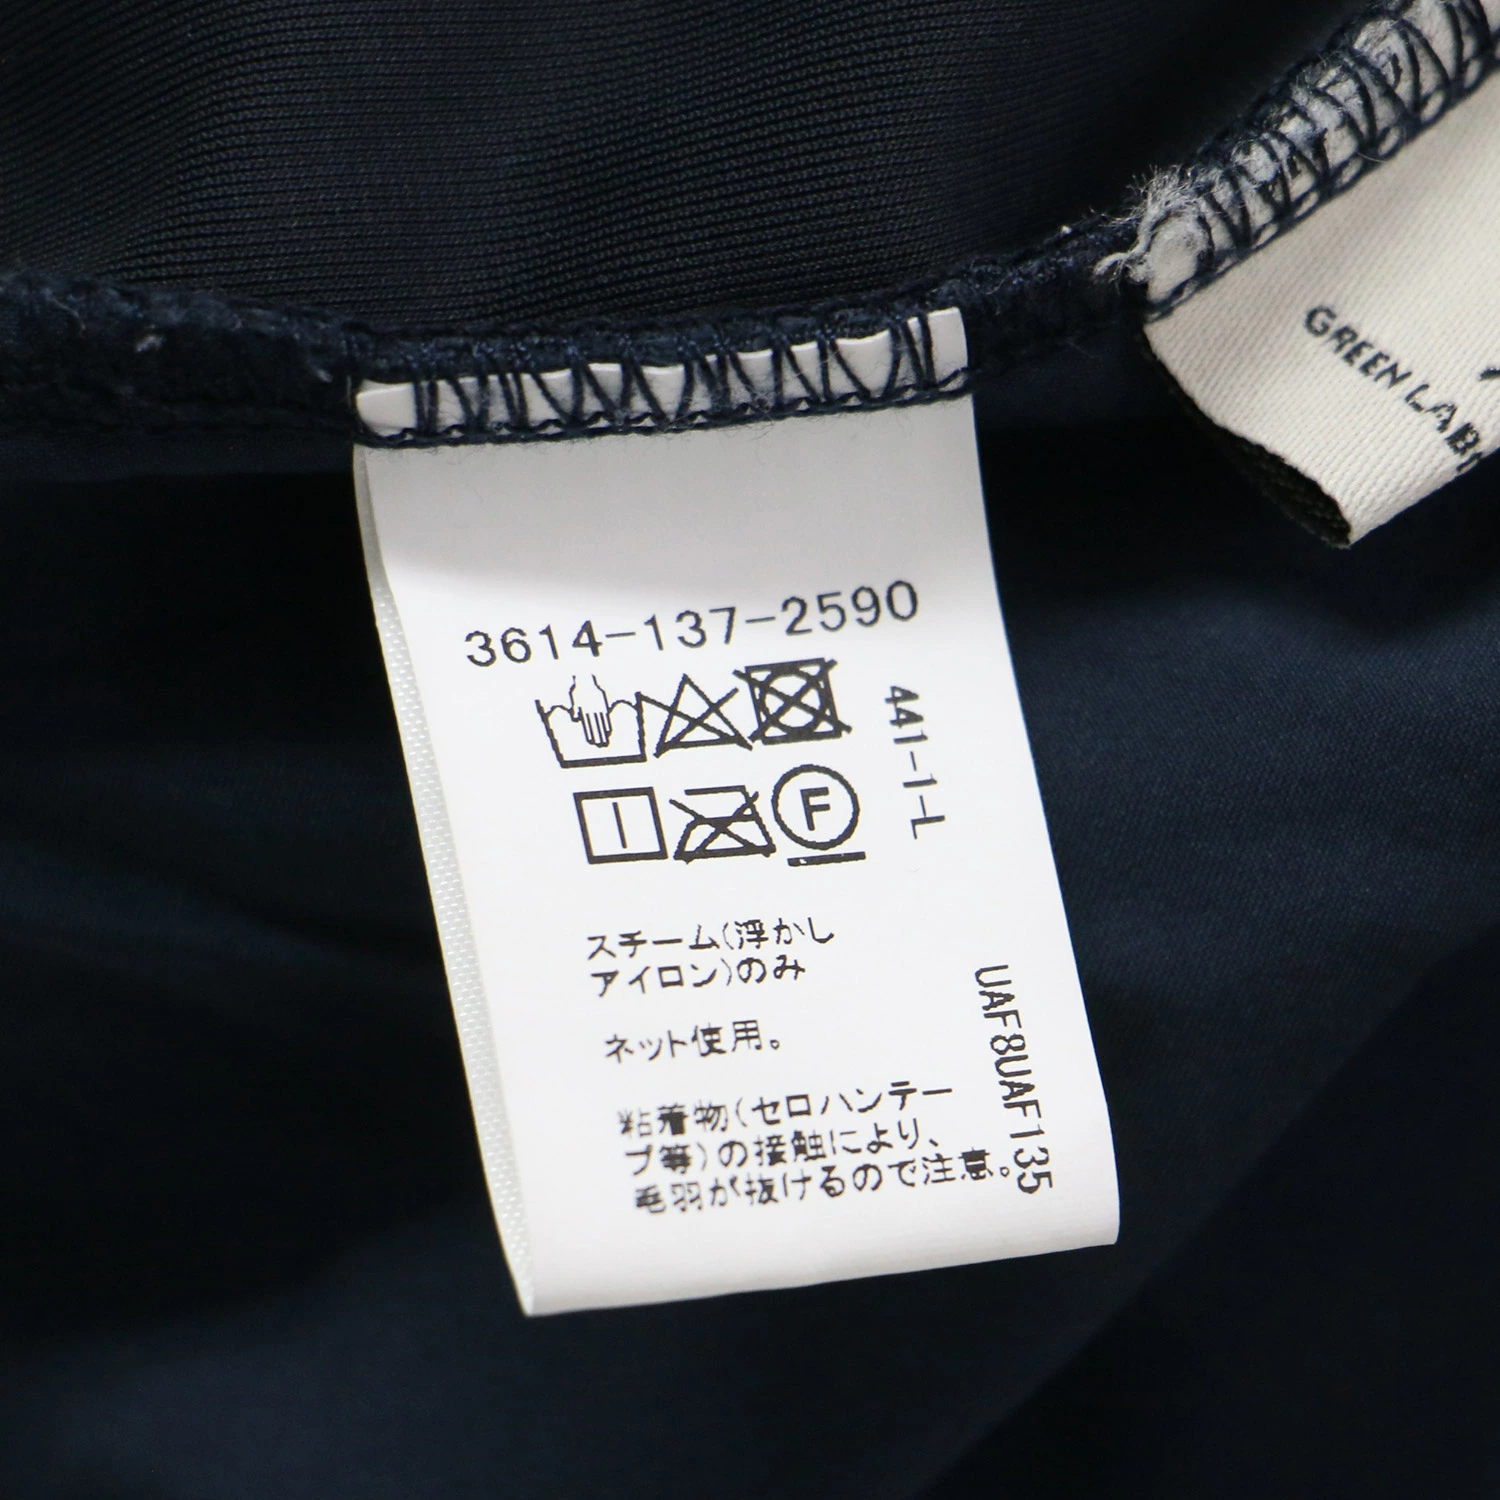 3614-137-2590
441-1-L
F
スチーム(浮かし
アイロン)のみ
ネット使用。
粘着物(セロハンテー
プ等)の接触により、
毛羽が抜けるので注意。
UAF8UAF135
GREEN LAB